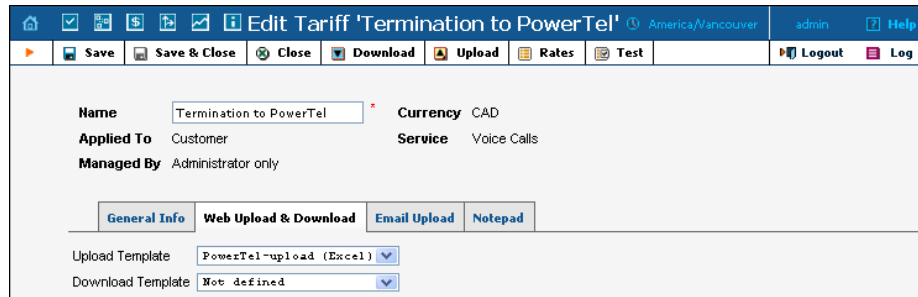 Edit Tariff 'Termination to PowerTel' America/Vancouver admin ? Help
Save Save & Close Close Download Upload Rates Test Logout Log
Name Termination to PowerTel * Currency CAD
Applied To Customer Service Voice Calls
Managed By Administrator only
General Info Web Upload & Download Email Upload Notepad
Upload Template PowerTel-upload (Excel)
Download Template Not defined